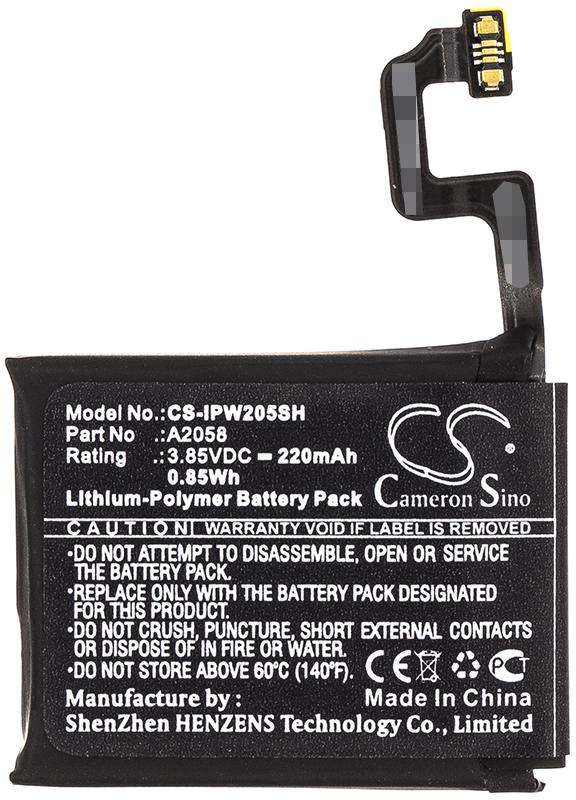 Model No.:CS-IPW205SH
Part No .: A2058
Rating .: 3.85VDC ⎓ 220mAh
0.85Wh
Lithium-Polymer Battery Pack
CS
Cameron Sino
CAUTION WARRANTY VOID IF LABEL IS REMOVED
•DO NOT ATTEMPT TO DISASSEMBLE, OPEN OR SERVICE
THE BATTERY PACK.
•REPLACE ONLY WITH THE BATTERY PACK DESIGNATED
FOR THIS PRODUCT.
•DO NOT CRUSH, PUNCTURE, SHORT EXTERNAL CONTACTS
OR DISPOSE OF IN FIRE OR WATER.
•DO NOT STORE ABOVE 60°C (140°F).
CE PCT
Manufacture by :
Made In China
ShenZhen HENZENS Technology Co., Limited